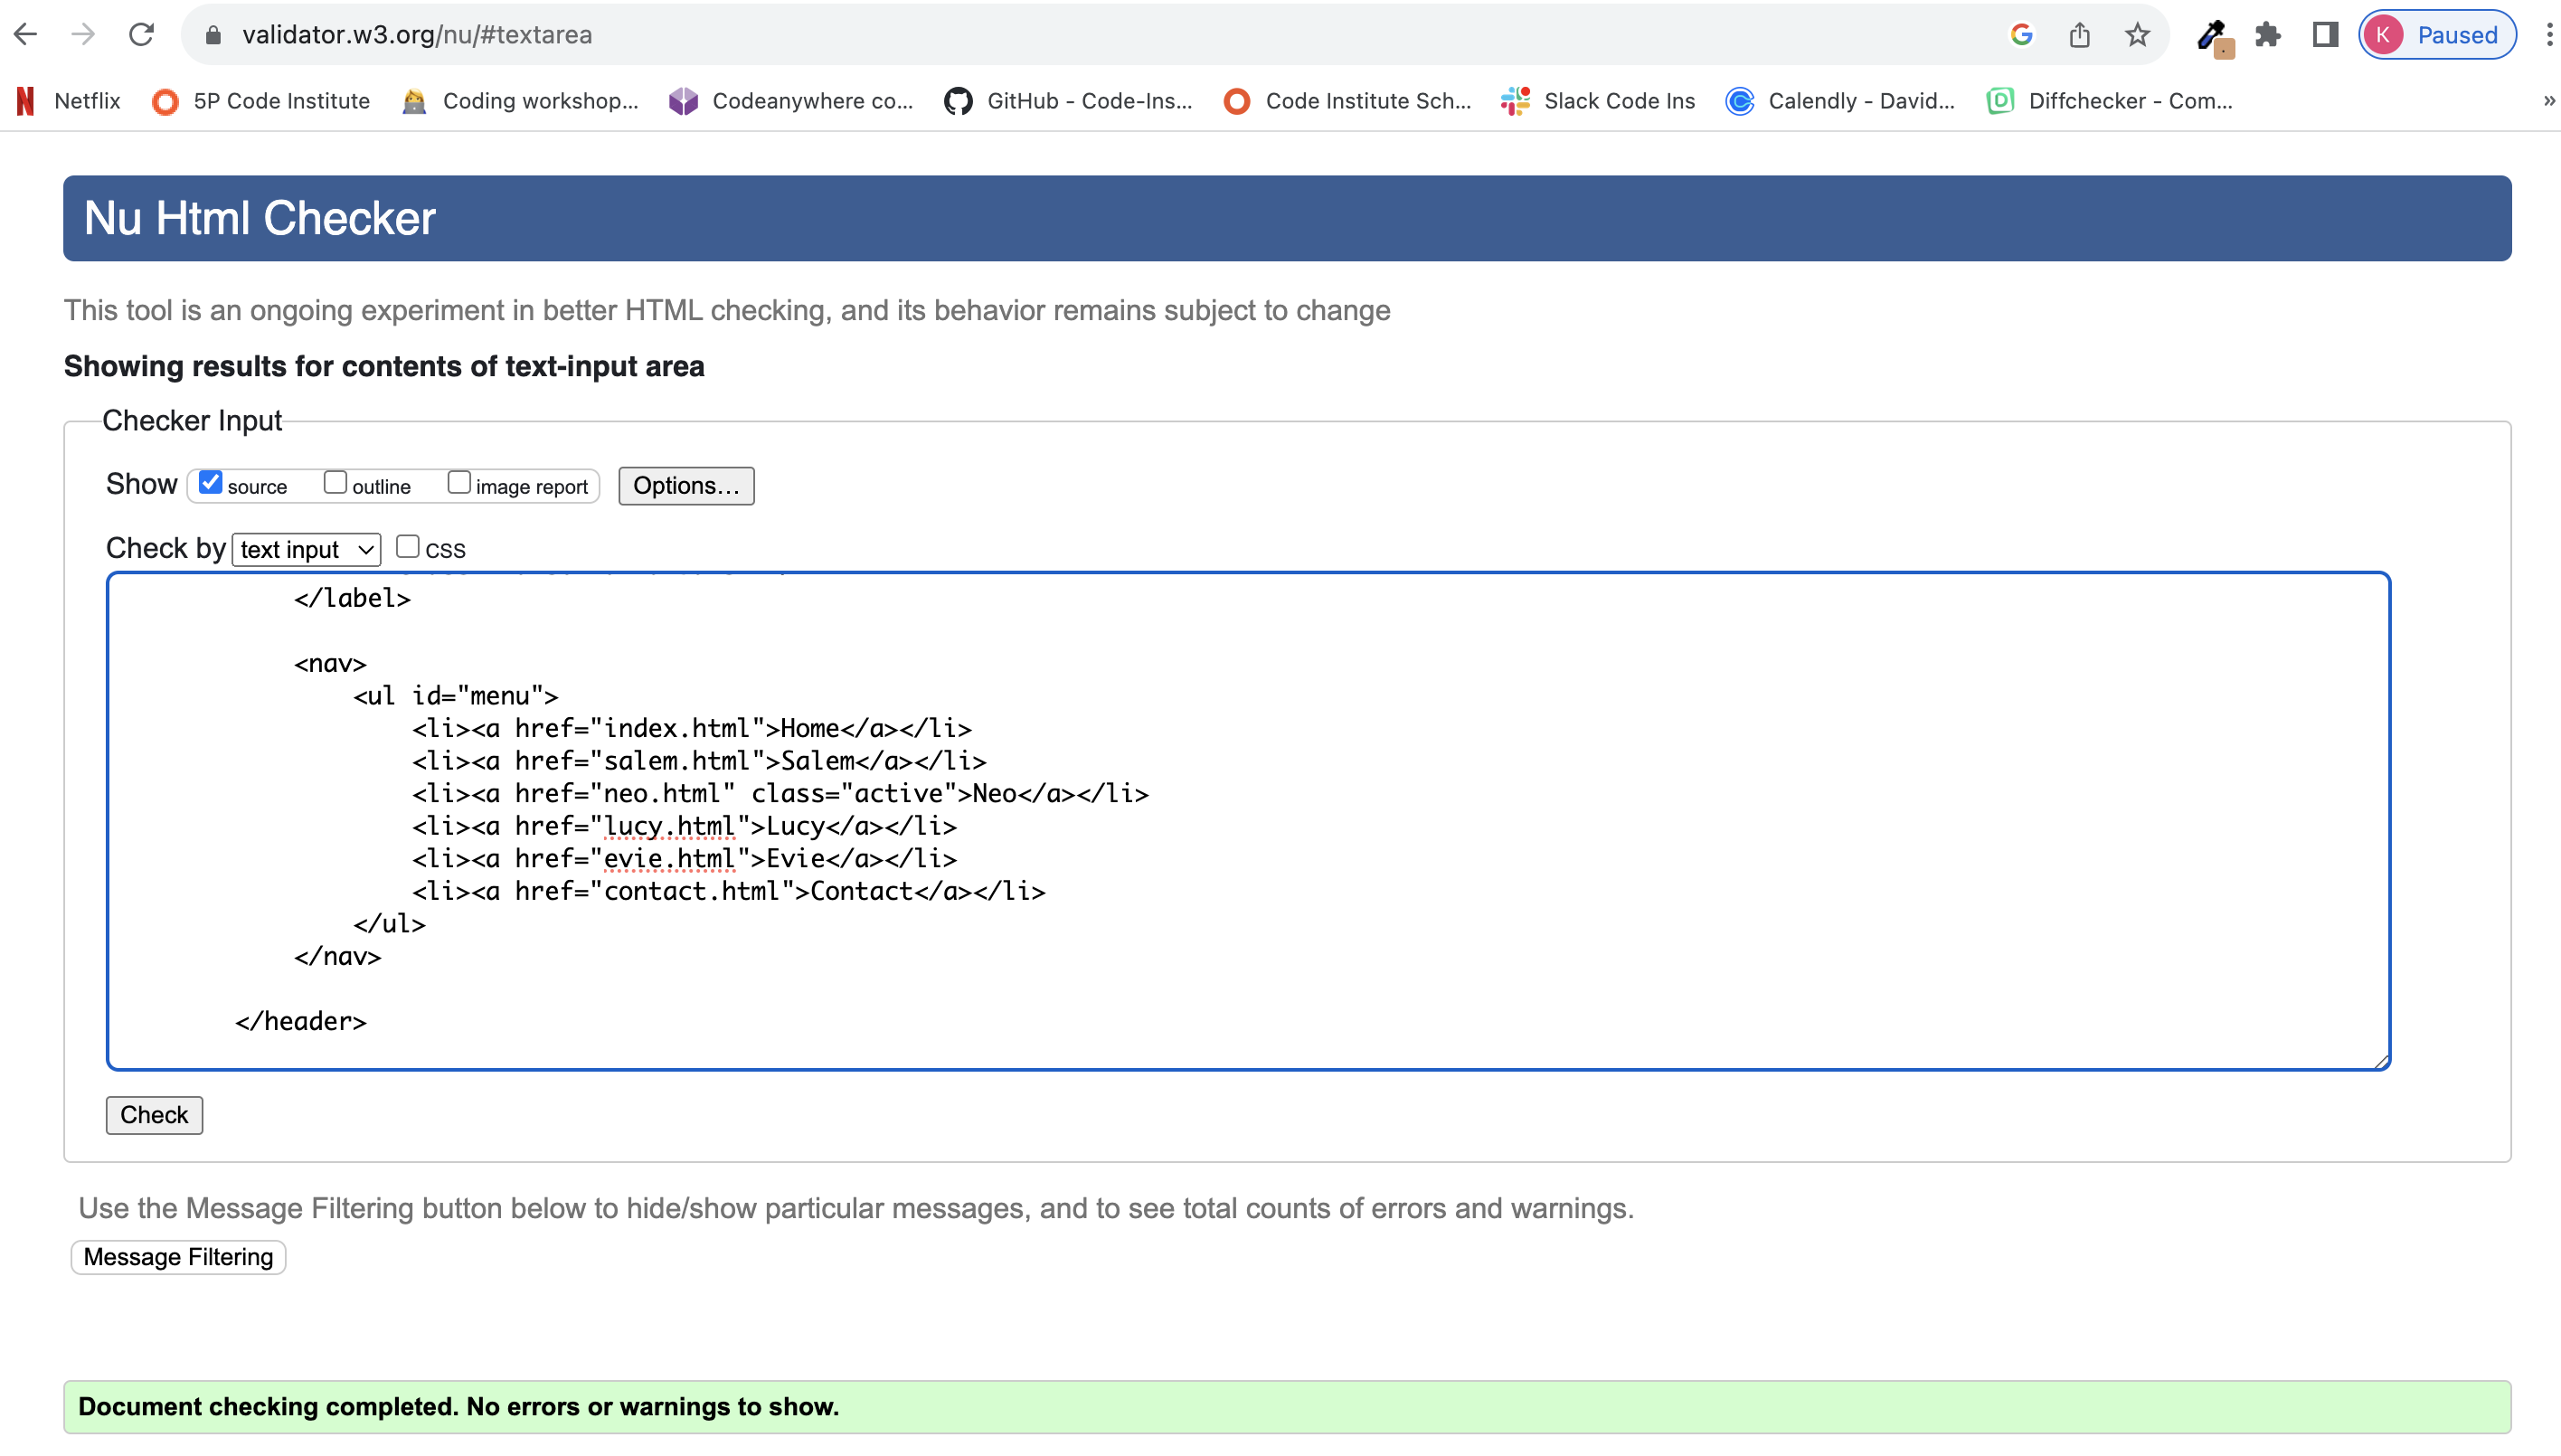 validator.w3.org/nu/#textarea
K Paused
Netflix 5P Code Institute Coding workshop... Codeanywhere co... GitHub - Code-Ins... Code Institute Sch... Slack Code Ins Calendly - David... Diffchecker - Com... »
Nu Html Checker
This tool is an ongoing experiment in better HTML checking, and its behavior remains subject to change
Showing results for contents of text-input area
Checker Input
Show source outline image report Options...
Check by text input CSS
</label>
<nav>
<ul id="menu">
<li><a href="index.html">Home</a></li>
<li><a href="salem.html">Salem</a></li>
<li><a href="neo.html" class="active">Neo</a></li>
<li><a href="lucy.html">Lucy</a></li>
<li><a href="evie.html">Evie</a></li>
<li><a href="contact.html">Contact</a></li>
</ul>
</nav>
</header>
Check
Use the Message Filtering button below to hide/show particular messages, and to see total counts of errors and warnings.
Message Filtering
Document checking completed. No errors or warnings to show.